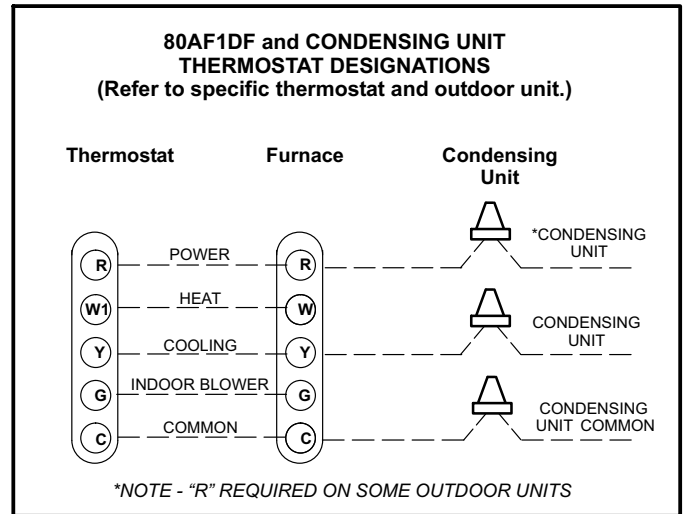 80AF1DF and CONDENSING UNIT
THERMOSTAT DESIGNATIONS
(Refer to specific thermostat and outdoor unit.)
Thermostat Furnace Condensing
Unit
R POWER R *CONDENSING
UNIT
W1 HEAT W
Y COOLING Y CONDENSING
UNIT
G INDOOR BLOWER G
C COMMON C CONDENSING
UNIT COMMON
*NOTE - “R” REQUIRED ON SOME OUTDOOR UNITS